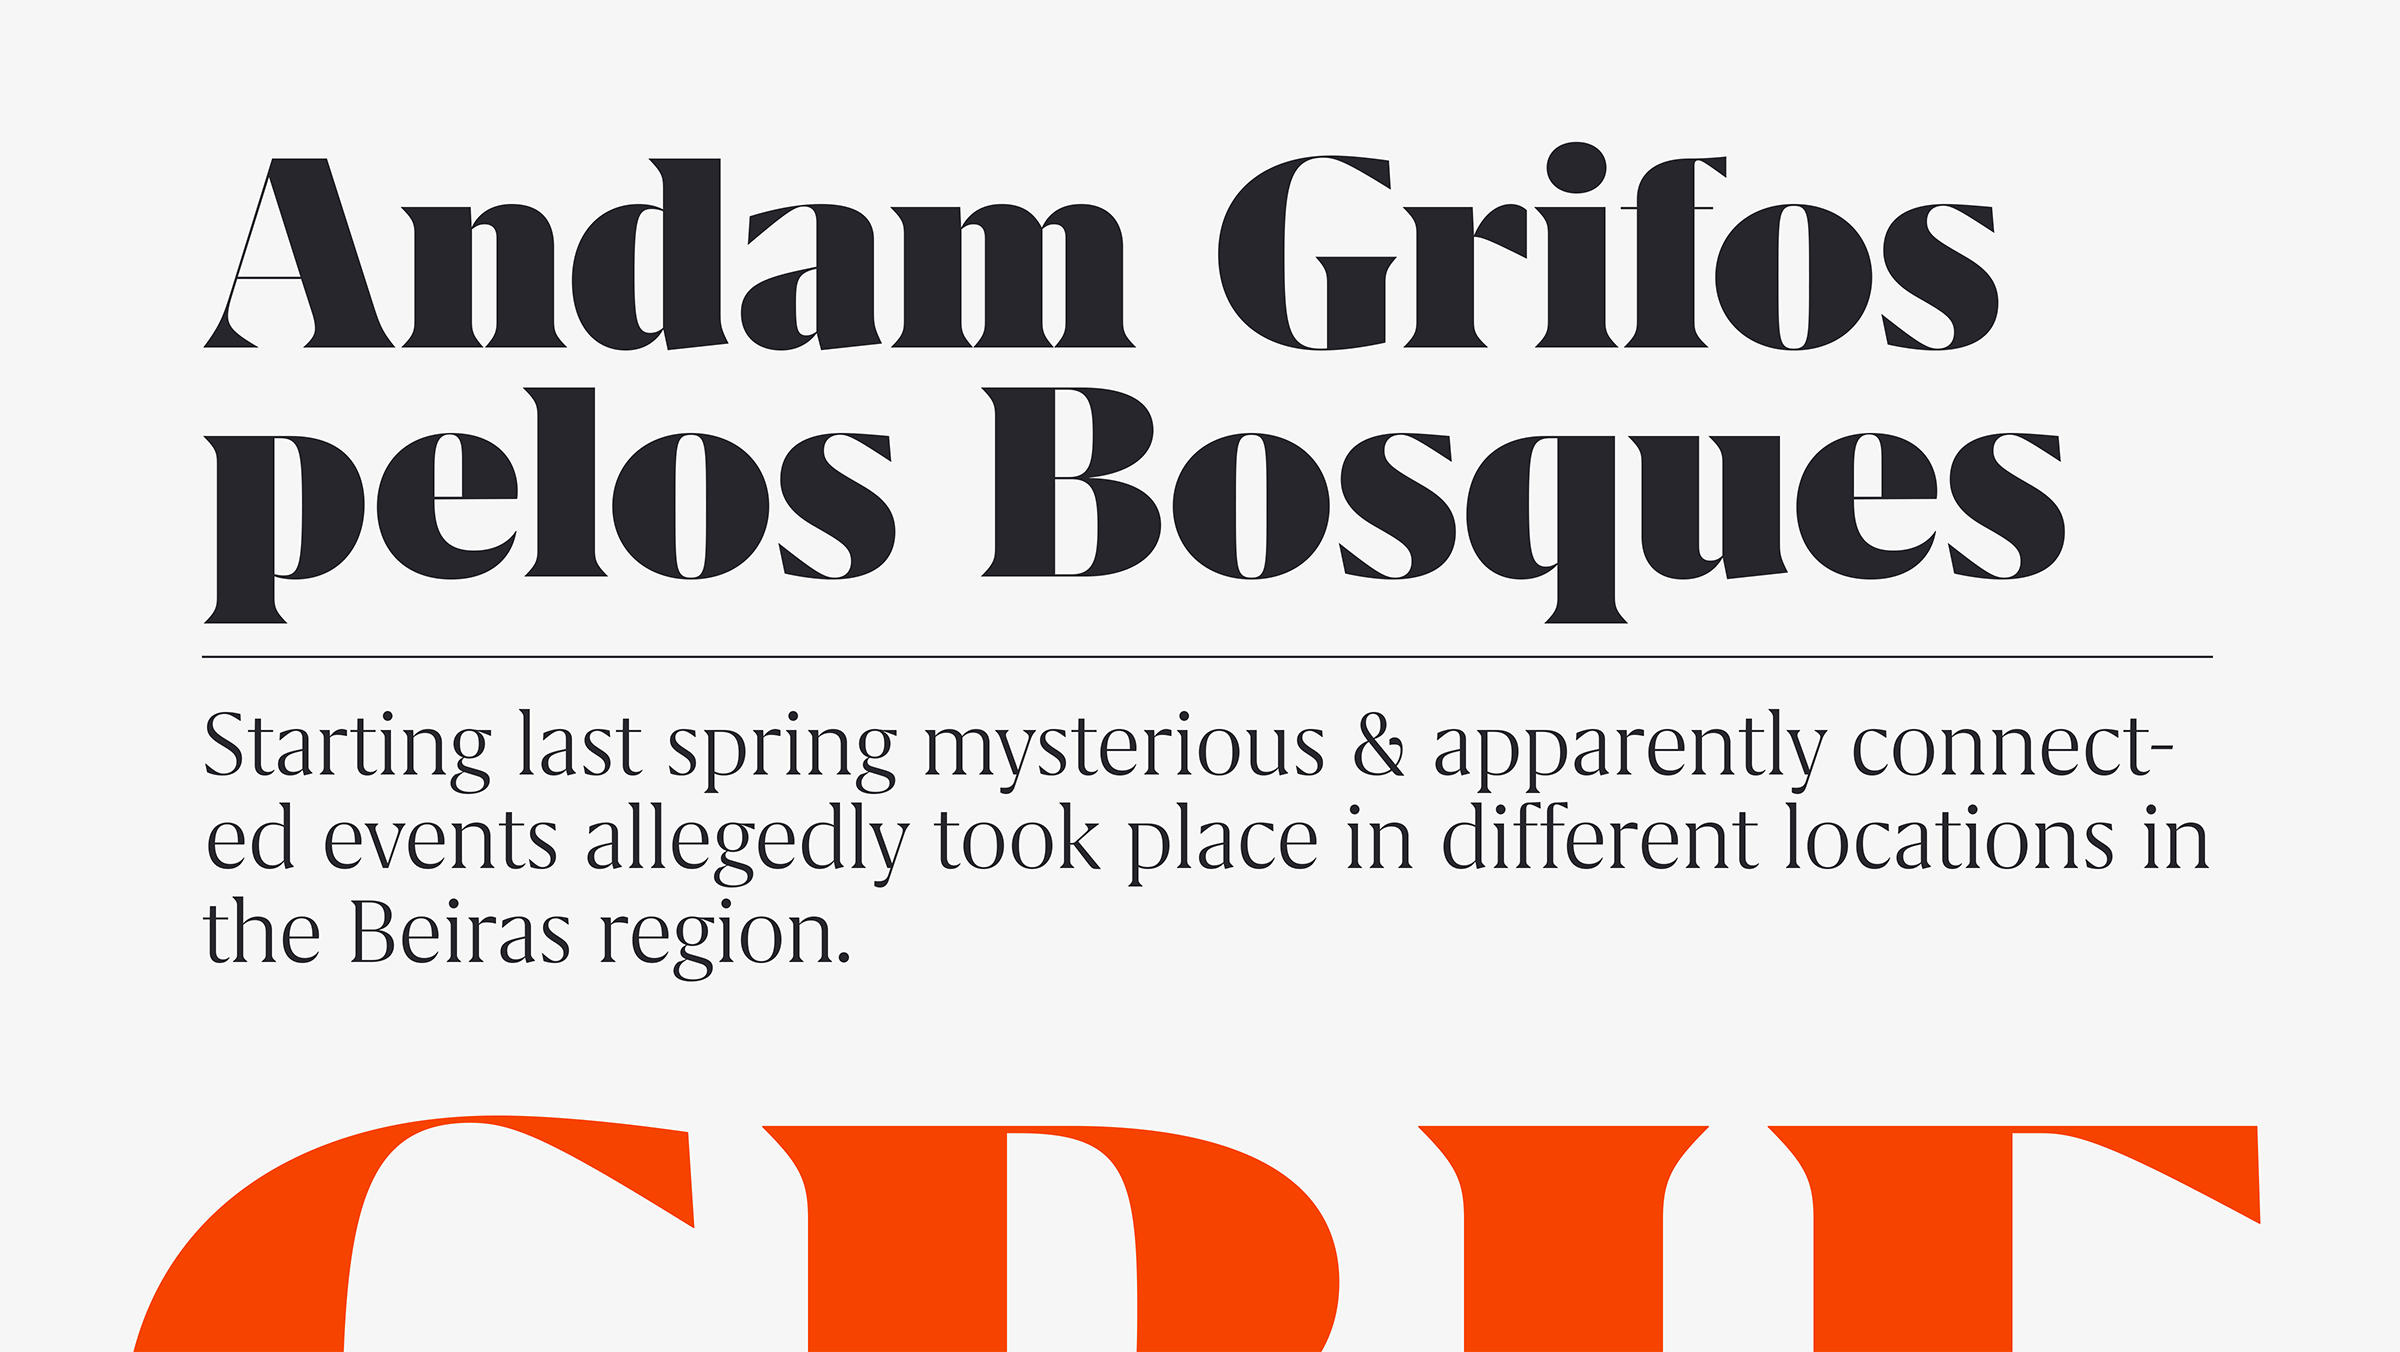 Andam Grifos
pelos Bosques
Starting last spring mysterious & apparently connect-
ed events allegedly took place in different locations in
the Beiras region.